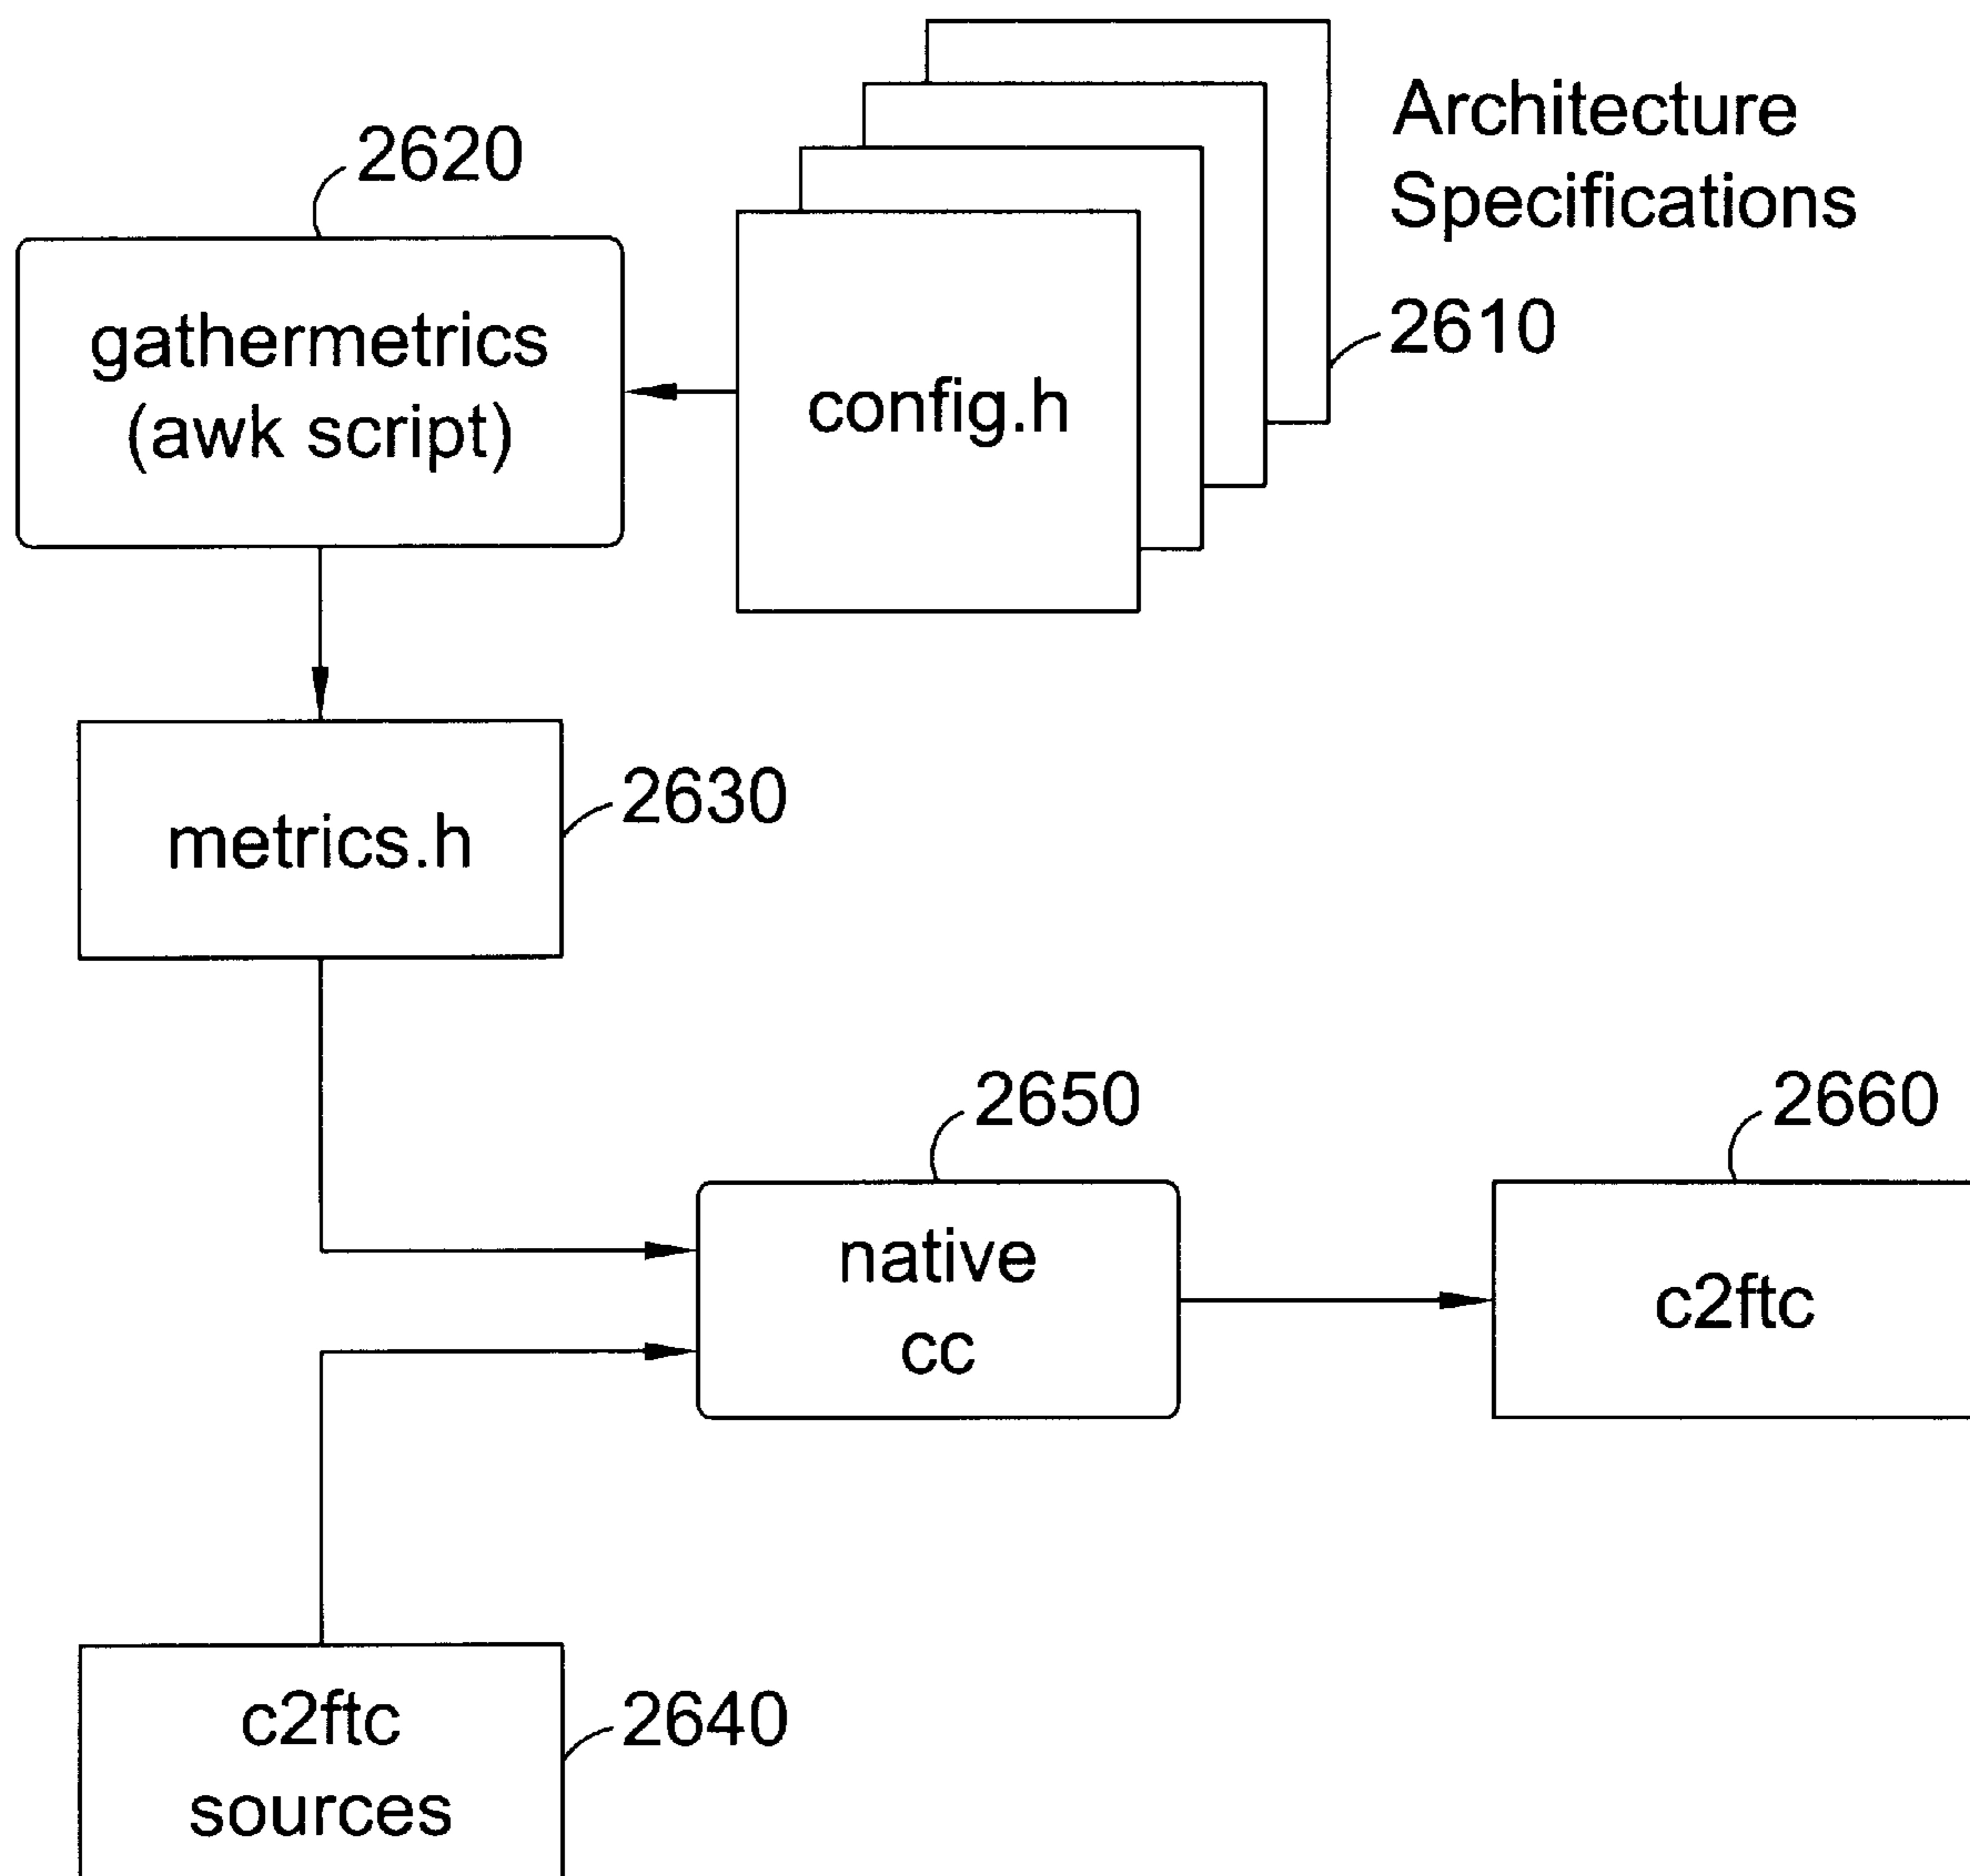 Architecture
Specifications
2610
config.h
2620
gathermetrics
(awk script)
metrics.h
2630
2650
native
cc
2660
c2ftc
c2ftc
sources
2640